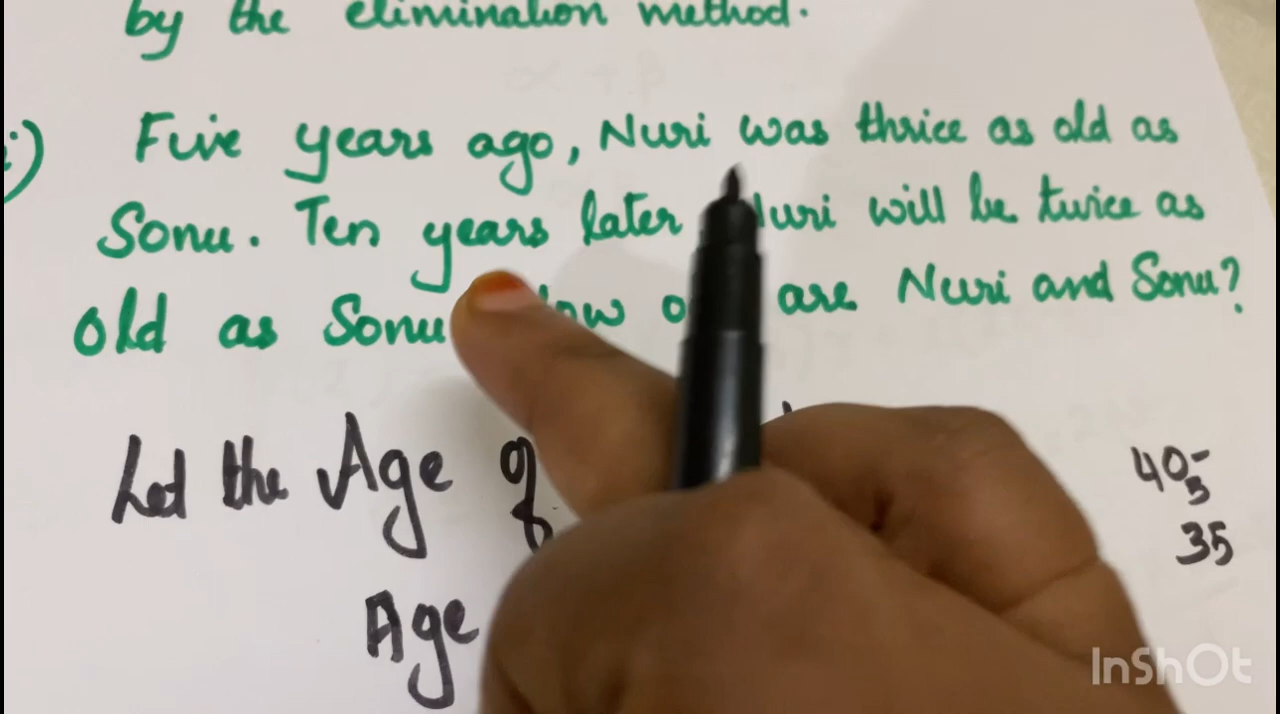 by the elimination method.
i) Five years ago, Nuri was thrice as old as
Sonu. Ten years later will be twice as
old as Sonu are Nuri and Sonu?
Let the Age of
40-
5
35
Age
InShOt